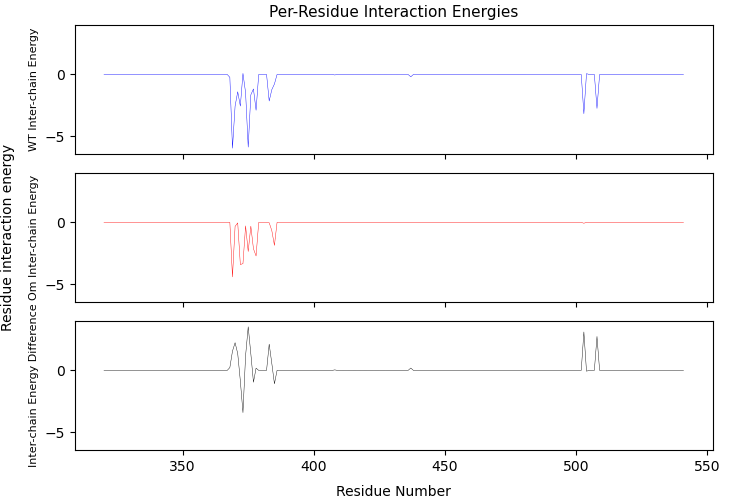 Per-Residue Interaction Energies
Residue interaction energy
WT Inter-chain Energy
0
−5
Om Inter-chain Energy
0
−5
Inter-chain Energy Difference
0
−5
350
400
450
500
550
Residue Number